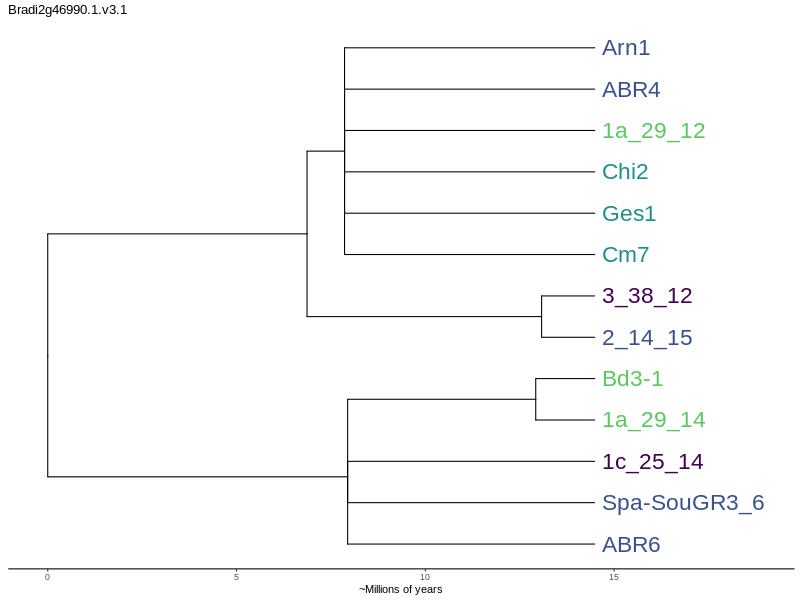 Bradi2g46990.1.v3.1
Arn1
ABR4
1a_29_12
Chi2
Ges1
Cm7
3_38_12
2_14_15
Bd3-1
1a_29_14
1c_25_14
Spa-SouGR3_6
ABR6
0 5 10 15
~Millions of years